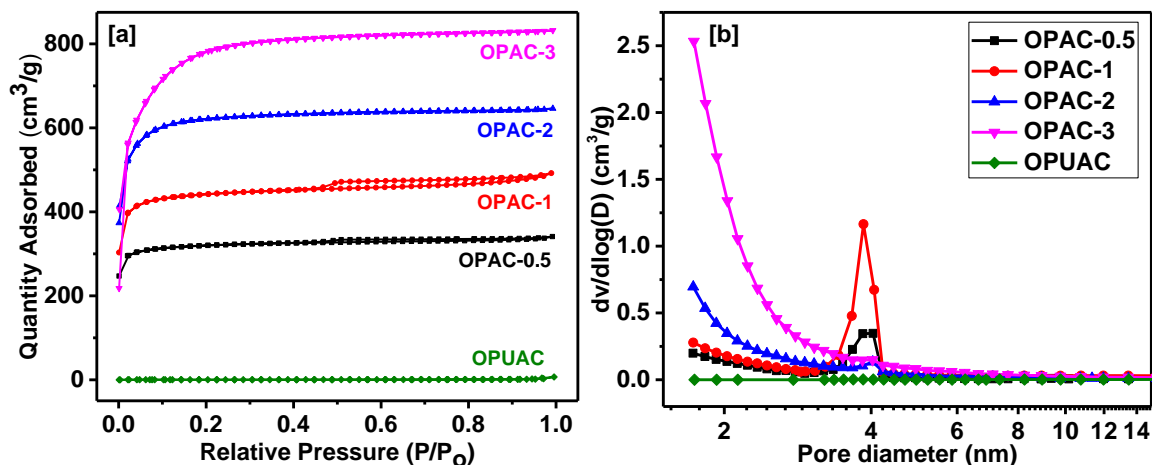 [a]
Quantity Adsorbed (cm³/g)
800
600
400
200
0
OPAC-3
OPAC-2
OPAC-1
OPAC-0.5
OPUAC
0.0 0.2 0.4 0.6 0.8 1.0
Relative Pressure (P/P_O)
[b]
dv/dlog(D) (cm³/g)
2.5
2.0
1.5
1.0
0.5
0.0
OPAC-0.5
OPAC-1
OPAC-2
OPAC-3
OPUAC
2 4 6 8 10 12 14
Pore diameter (nm)